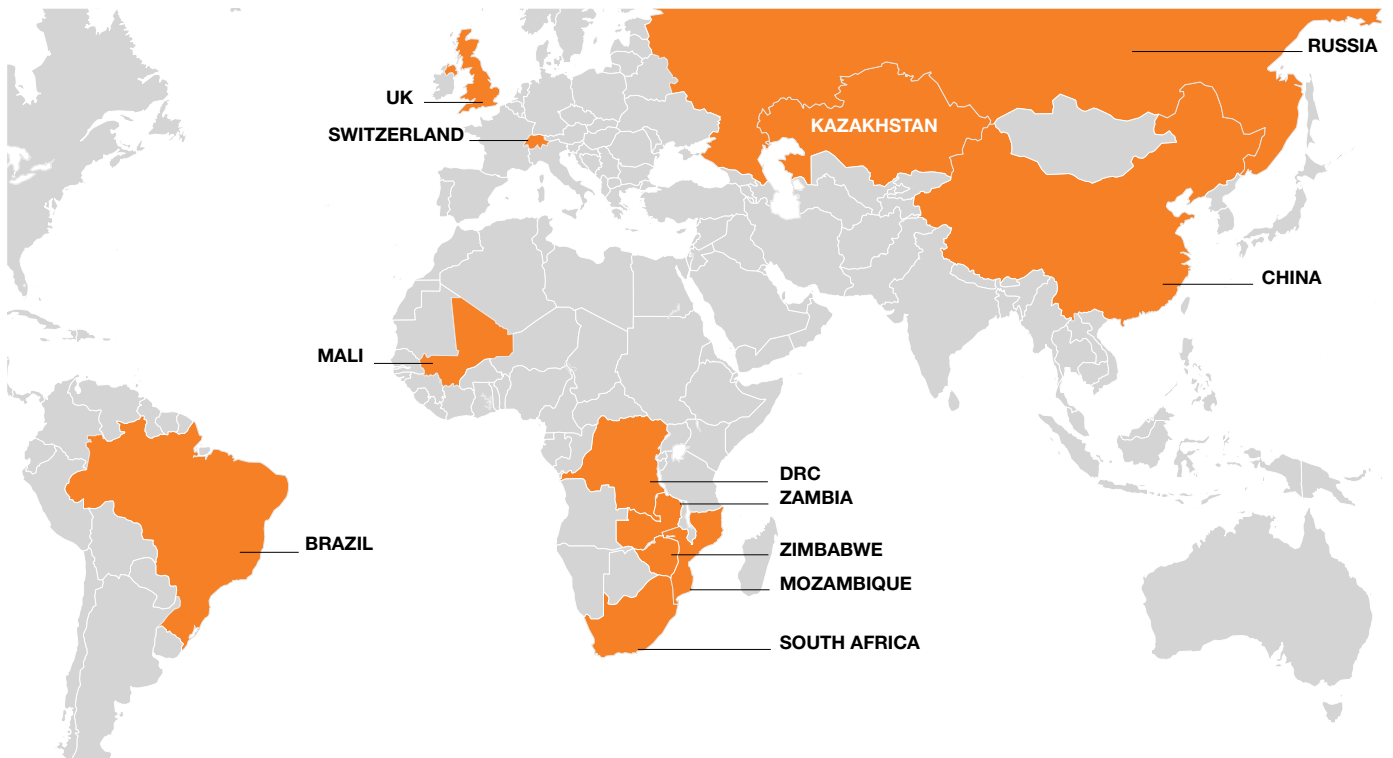 RUSSIA
UK
KAZAKHSTAN
SWITZERLAND
CHINA
MALI
DRC
ZAMBIA
BRAZIL
ZIMBABWE
MOZAMBIQUE
SOUTH AFRICA